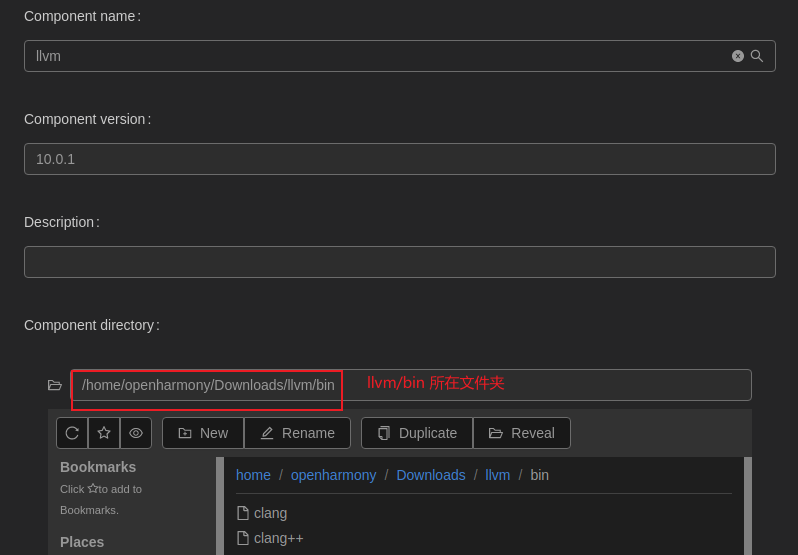 Component name:
llvm
Component version:
10.0.1
Description:
Component directory:
/home/openharmony/Downloads/llvm/bin
llvm/bin 所在文件夹
New Rename Duplicate Reveal
Bookmarks
Click to add to
Bookmarks.
Places
home / openharmony / Downloads / llvm / bin
clang
clang++